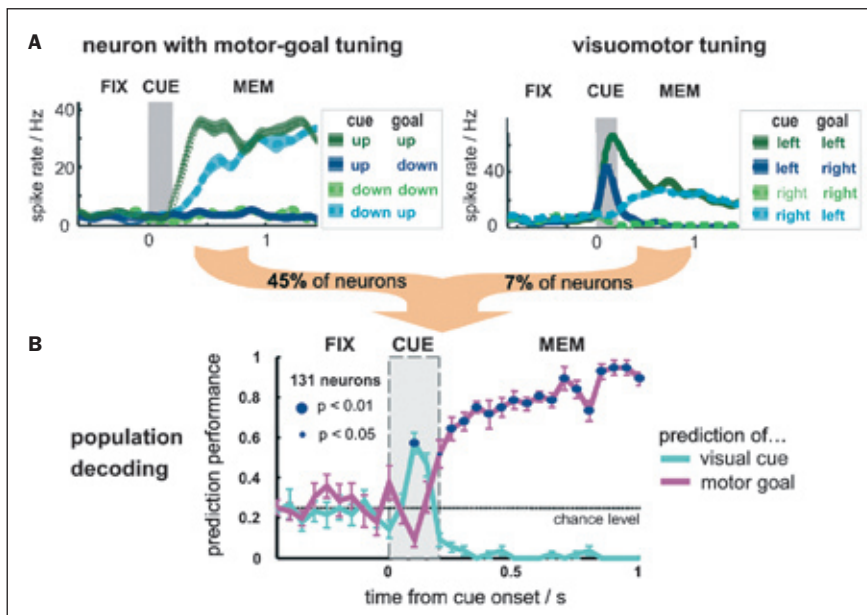 A
neuron with motor-goal tuning
visuomotor tuning
FIX CUE MEM
FIX CUE MEM
spike rate / Hz
40
20
0
0
1
cue goal
up up
up down
down down
down up
spike rate / Hz
40
0
0
1
cue goal
left left
left right
right right
right left
45% of neurons
7% of neurons
B
FIX CUE MEM
population
decoding
prediction performance
1
0.8
0.6
0.4
0.2
0
131 neurons
p < 0.01
p < 0.05
chance level
0
0.5
1
time from cue onset / s
prediction of...
visual cue
motor goal